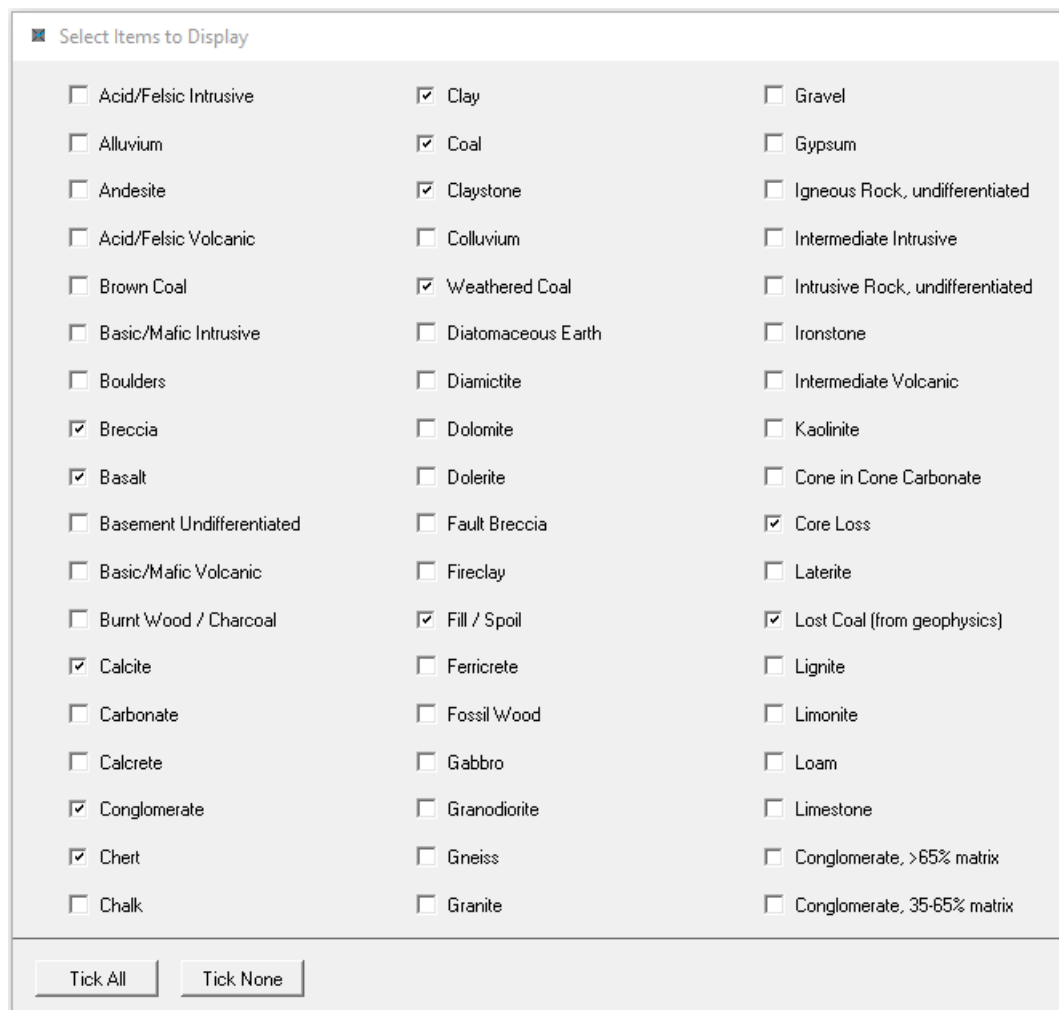 Select Items to Display
Acid/Felsic Intrusive
Alluvium
Andesite
Acid/Felsic Volcanic
Brown Coal
Basic/Mafic Intrusive
Boulders
Breccia
Basalt
Basement Undifferentiated
Basic/Mafic Volcanic
Burnt Wood / Charcoal
Calcite
Carbonate
Calcrete
Conglomerate
Chert
Chalk
Clay
Coal
Claystone
Colluvium
Weathered Coal
Diatomaceous Earth
Diamictite
Dolomite
Dolerite
Fault Breccia
Fireclay
Fill / Spoil
Ferricrete
Fossil Wood
Gabbro
Granodiorite
Gneiss
Granite
Gravel
Gypsum
Igneous Rock, undifferentiated
Intermediate Intrusive
Intrusive Rock, undifferentiated
Ironstone
Intermediate Volcanic
Kaolinite
Cone in Cone Carbonate
Core Loss
Laterite
Lost Coal (from geophysics)
Lignite
Limonite
Loam
Limestone
Conglomerate, >65% matrix
Conglomerate, 35-65% matrix
Tick All
Tick None